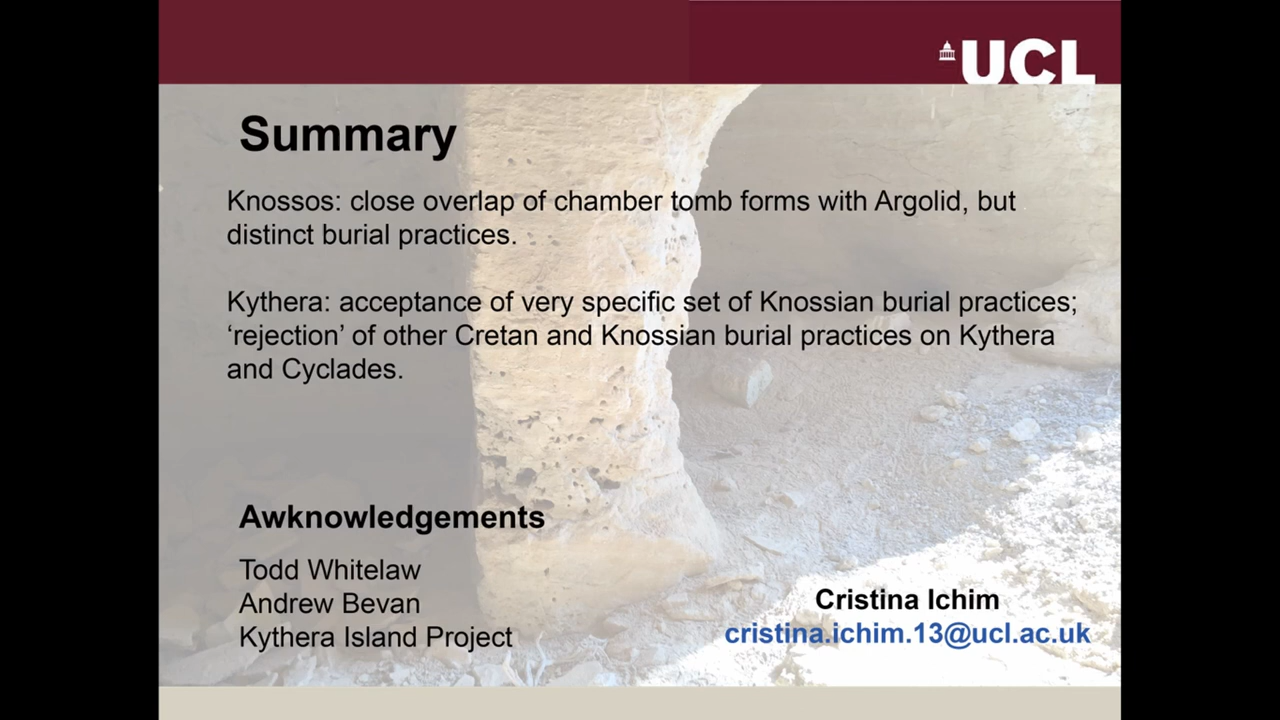 UCL
Summary
Knossos: close overlap of chamber tomb forms with Argolid, but
distinct burial practices.
Kythera: acceptance of very specific set of Knossian burial practices;
‘rejection’ of other Cretan and Knossian burial practices on Kythera
and Cyclades.
Awknowledgements
Todd Whitelaw
Andrew Bevan
Kythera Island Project
Cristina Ichim
cristina.ichim.13@ucl.ac.uk